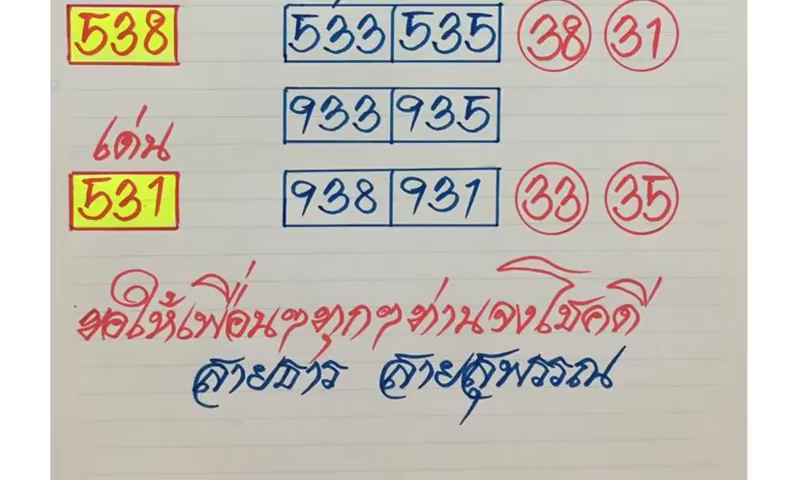 538 533 535 38 31
933 935
เด่น
531 938 931 33 35
ขอให้เพื่อนๆทุกๆท่านจงโชคดี
สายธาร สายสุพรรณ